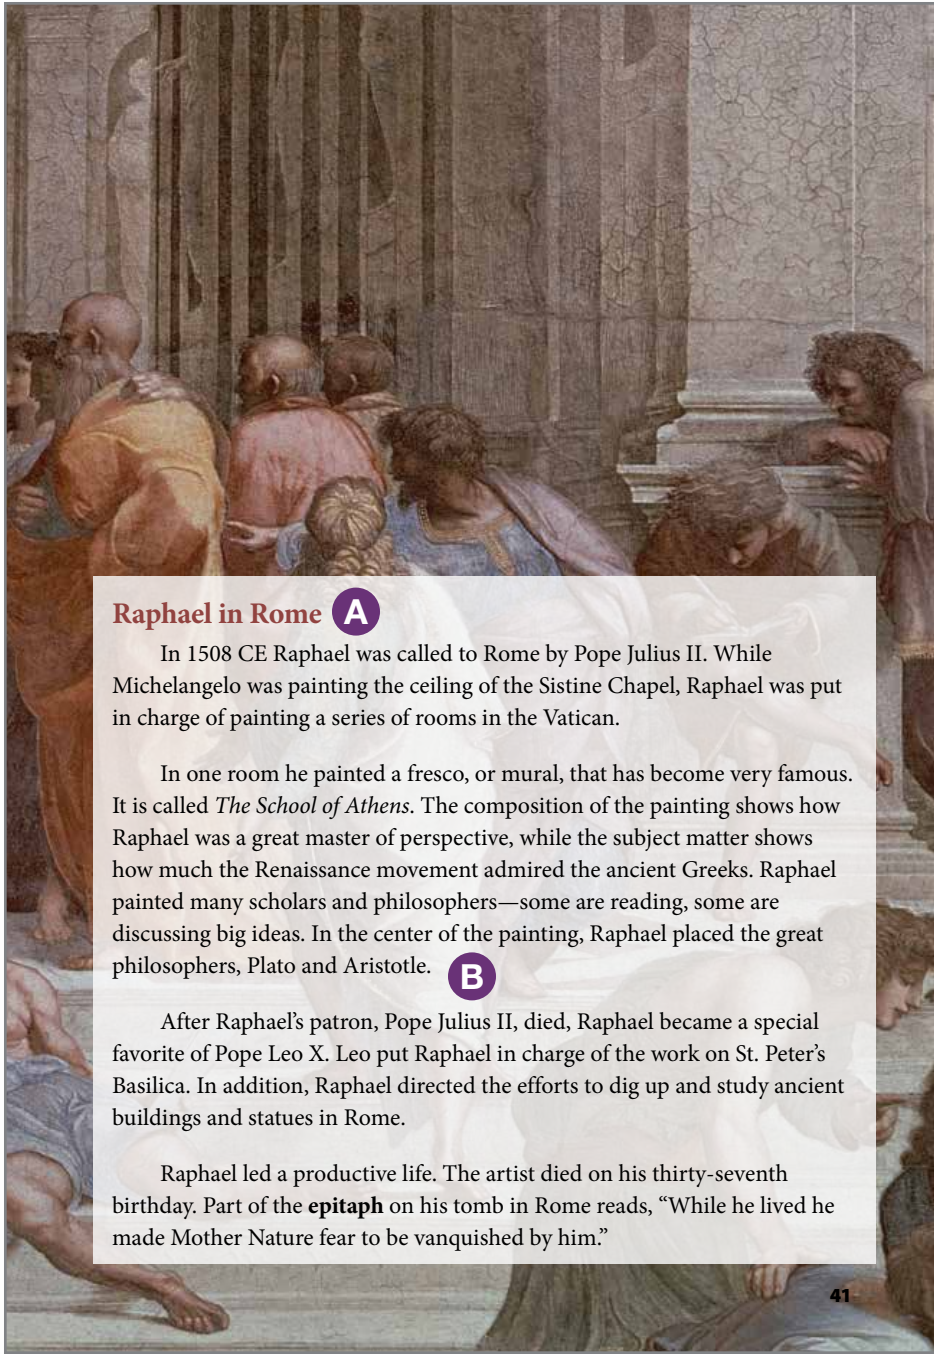 Raphael in Rome A
In 1508 CE Raphael was called to Rome by Pope Julius II. While
Michelangelo was painting the ceiling of the Sistine Chapel, Raphael was put
in charge of painting a series of rooms in the Vatican.
In one room he painted a fresco, or mural, that has become very famous.
It is called The School of Athens. The composition of the painting shows how
Raphael was a great master of perspective, while the subject matter shows
how much the Renaissance movement admired the ancient Greeks. Raphael
painted many scholars and philosophers—some are reading, some are
discussing big ideas. In the center of the painting, Raphael placed the great
philosophers, Plato and Aristotle. B
After Raphael’s patron, Pope Julius II, died, Raphael became a special
favorite of Pope Leo X. Leo put Raphael in charge of the work on St. Peter’s
Basilica. In addition, Raphael directed the efforts to dig up and study ancient
buildings and statues in Rome.
Raphael led a productive life. The artist died on his thirty-seventh
birthday. Part of the epitaph on his tomb in Rome reads, “While he lived he
made Mother Nature fear to be vanquished by him.”
41